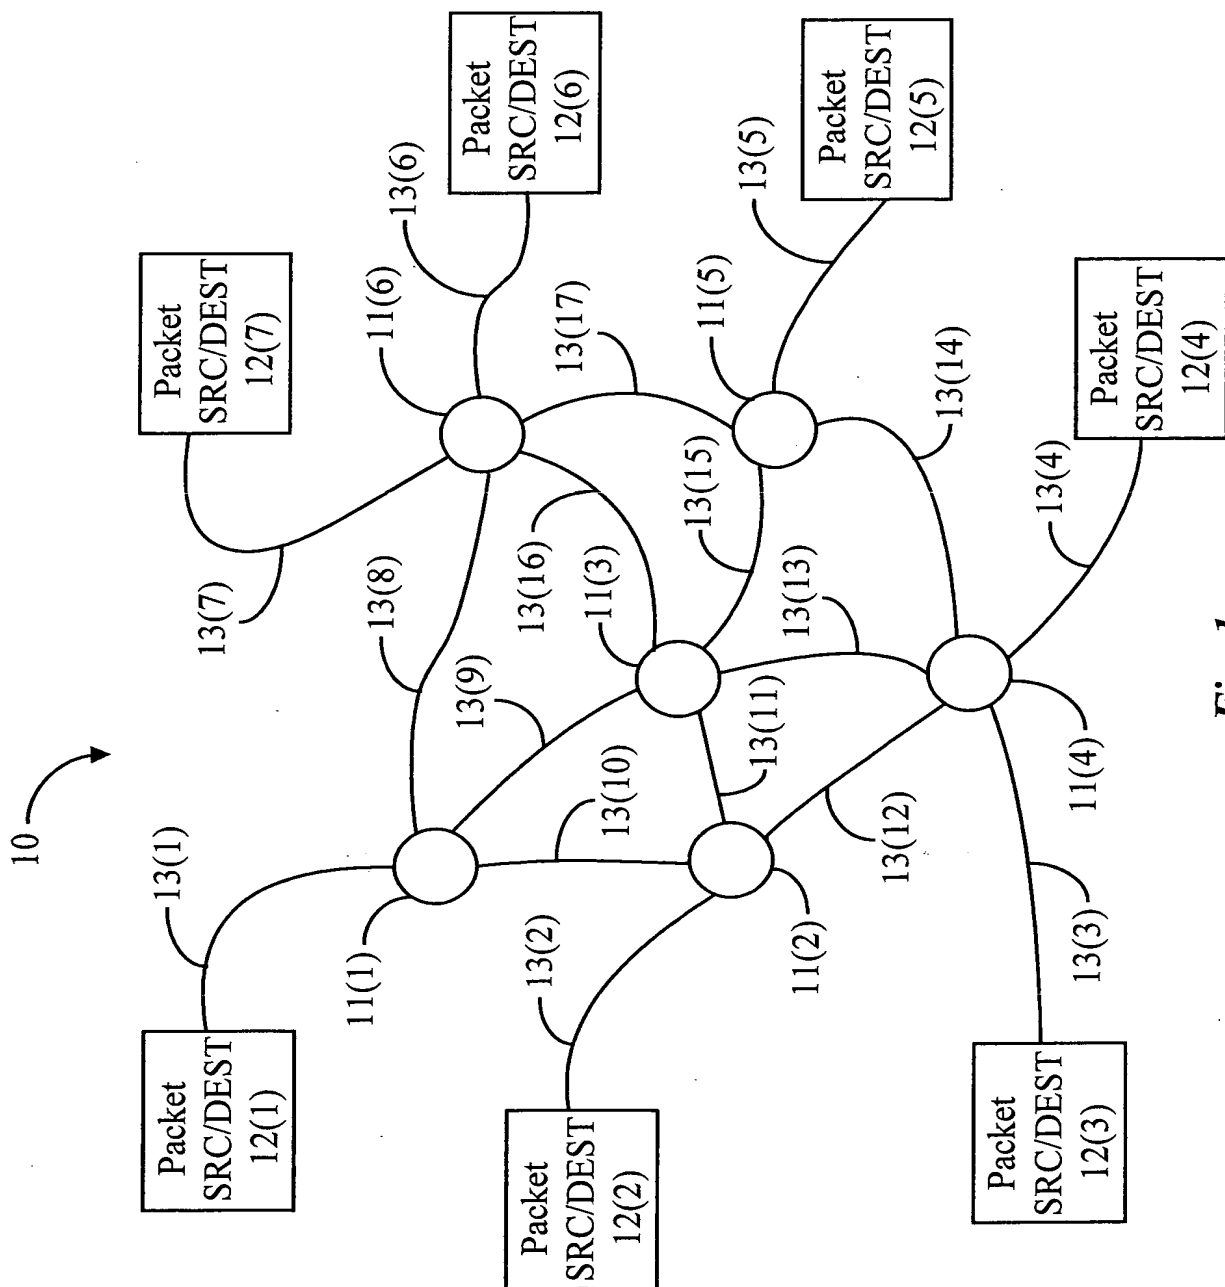 10
13(1)
Packet
SRC/DEST
12(1)
11(1)
13(7)
Packet
SRC/DEST
12(7)
13(8)
11(6)
13(6)
Packet
SRC/DEST
12(6)
13(2)
Packet
SRC/DEST
12(2)
13(10)
13(9)
13(16)
11(3)
13(17)
11(5)
13(5)
Packet
SRC/DEST
12(5)
11(2)
13(11)
13(15)
13(13)
13(12)
13(14)
Packet
SRC/DEST
12(3)
13(3)
11(4)
13(4)
Packet
SRC/DEST
12(4)